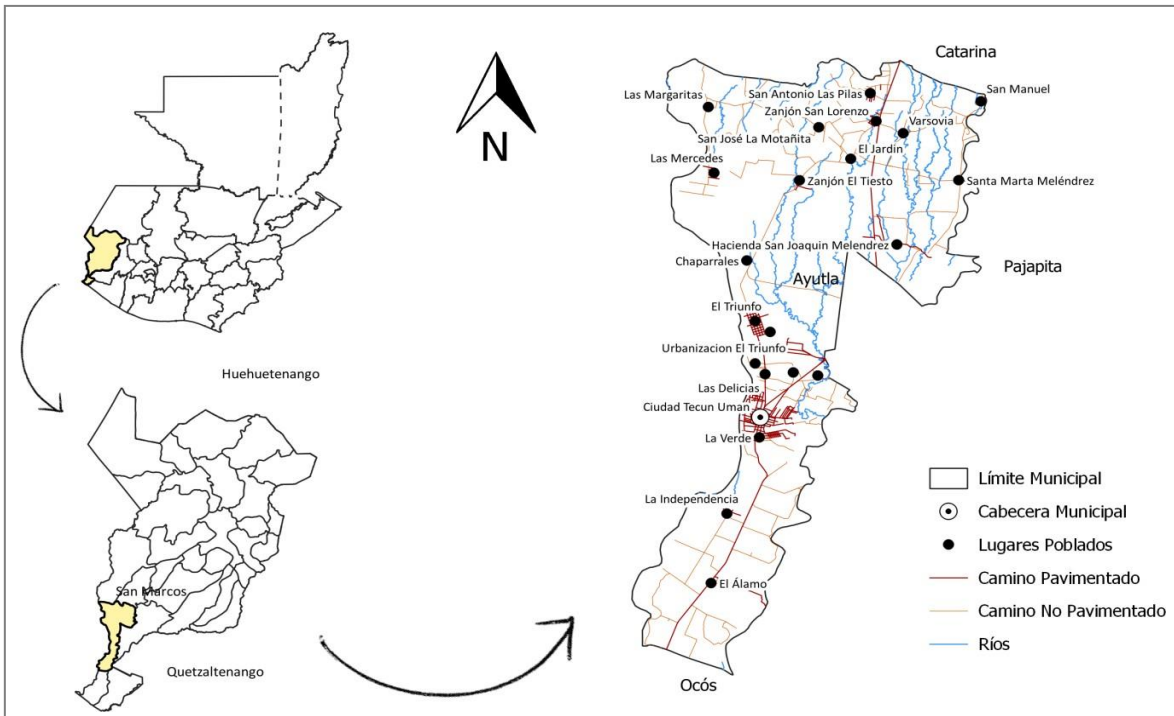 N
Huehuetenango
San Marcos
Quetzaltenango
Catarina
San Manuel
Las Margaritas
San Antonio Las Pilas
Zanjón San Lorenzo
Varsovia
San José La Motañita
El Jardin
Las Mercedes
Zanjón El Tiesto
Santa Marta Meléndrez
Hacienda San Joaquin Melendrez
Chaparrales
Pajapita
Ayutla
El Triunfo
Urbanizacion El Triunfo
Las Delicias
Ciudad Tecun Uman
La Verde
La Independencia
El Álamo
Ocós
Límite Municipal
Cabecera Municipal
Lugares Poblados
Camino Pavimentado
Camino No Pavimentado
Ríos